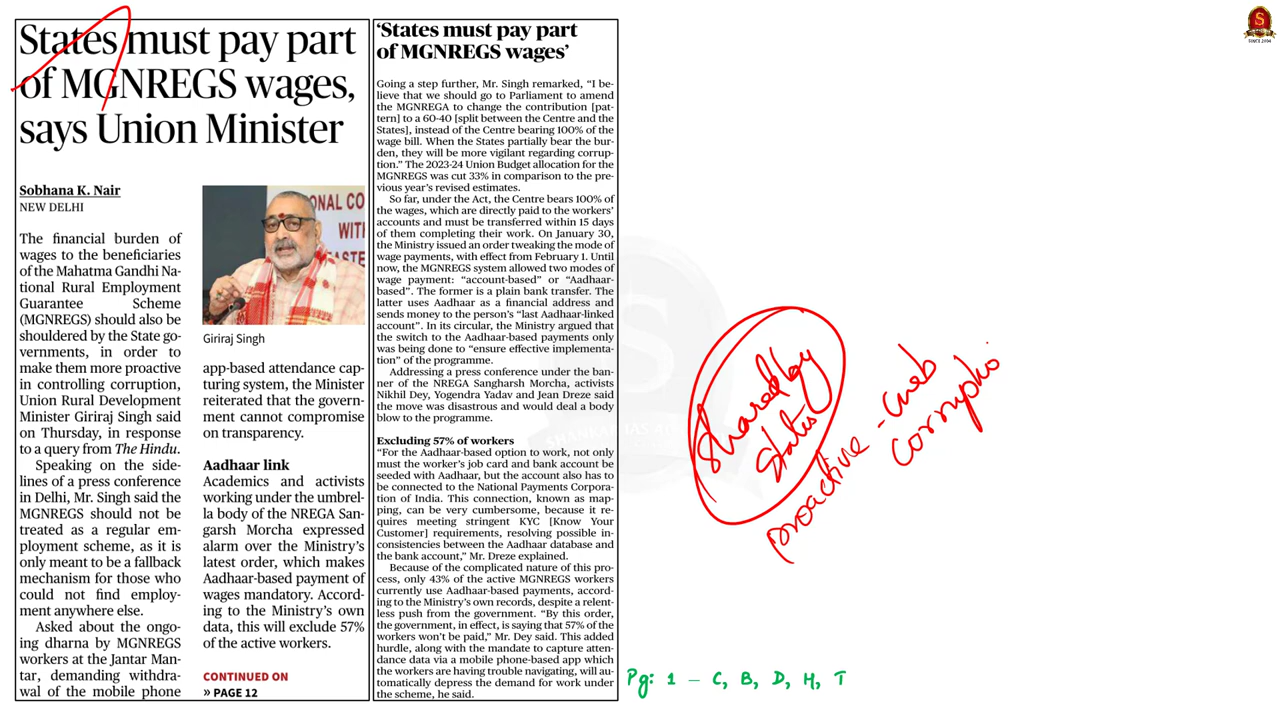 States must pay part
of MGNREGS wages,
says Union Minister
Sobhana K. Nair
NEW DELHI
The financial burden of
wages to the beneficiaries
of the Mahatma Gandhi Na-
tional Rural Employment
Guarantee Scheme
(MGNREGS) should also be
shouldered by the State go-
vernments, in order to
make them more proactive
in controlling corruption,
Union Rural Development
Minister Giriraj Singh said
on Thursday, in response
to a query from The Hindu.
Speaking on the side-
lines of a press conference
in Delhi, Mr. Singh said the
MGNREGS should not be
treated as a regular em-
ployment scheme, as it is
only meant to be a fallback
mechanism for those who
could not find employ-
ment anywhere else.
Asked about the ongo-
ing dharna by MGNREGS
workers at the Jantar Man-
tar, demanding withdra-
wal of the mobile phone
ONAL CO
WIT
ASTE
Giriraj Singh
app-based attendance cap-
turing system, the Minister
reiterated that the govern-
ment cannot compromise
on transparency.
Aadhaar link
Academics and activists
working under the umbrel-
la body of the NREGA San-
garsh Morcha expressed
alarm over the Ministry's
latest order, which makes
Aadhaar-based payment of
wages mandatory. Accord-
ing to the Ministry's own
data, this will exclude 57%
of the active workers.
CONTINUED ON
» PAGE 12
'States must pay part
of MGNREGS wages'
Going a step further, Mr. Singh remarked, "I be-
lieve that we should go to Parliament to amend
the MGNREGA to change the contribution [pat-
tern] to a 60-40 [split between the Centre and the
States], instead of the Centre bearing 100% of the
wage bill. When the States partially bear the bur-
den, they will be more vigilant regarding corrup-
tion." The 2023-24 Union Budget allocation for the
MGNREGS was cut 33% in comparison to the pre-
vious year's revised estimates.
So far, under the Act, the Centre bears 100% of
the wages, which are directly paid to the workers'
accounts and must be transferred within 15 days
of them completing their work. On January 30,
the Ministry issued an order tweaking the mode of
wage payments, with effect from February 1. Until
now, the MGNREGS system allowed two modes of
wage payment: "account-based" or "Aadhaar-
based". The former is a plain bank transfer. The
latter uses Aadhaar as a financial address and
sends money to the person's "last Aadhaar-linked
account". In its circular, the Ministry argued that
the switch to the Aadhaar-based payments only
was being done to "ensure effective implementa-
tion" of the programme.
Addressing a press conference under the ban-
ner of the NREGA Sangharsh Morcha, activists
Nikhil Dey, Yogendra Yadav and Jean Dreze said
the move was disastrous and would deal a body
blow to the programme.
Excluding 57% of workers
"For the Aadhaar-based option to work, not only
must the worker's job card and bank account be
seeded with Aadhaar, but the account also has to
be connected to the National Payments Corpora-
tion of India. This connection, known as map-
ping, can be very cumbersome, because it re-
quires meeting stringent KYC [Know Your
Customer] requirements, resolving possible in-
consistencies between the Aadhaar database and
the bank account," Mr. Dreze explained.
Because of the complicated nature of this pro-
cess, only 43% of the active MGNREGS workers
currently use Aadhaar-based payments, accord-
ing to the Ministry's own records, despite a relent-
less push from the government. "By this order,
the government, in effect, is saying that 57% of the
workers won't be paid," Mr. Dey said. This added
hurdle, along with the mandate to capture atten-
dance data via a mobile phone-based app which
the workers are having trouble navigating, will au-
tomatically depress the demand for work under
the scheme, he said.
Shared by
States
proactive - curb
corruptio
Pg: 1 - C, B, D, H, T
S
SINCE 2004